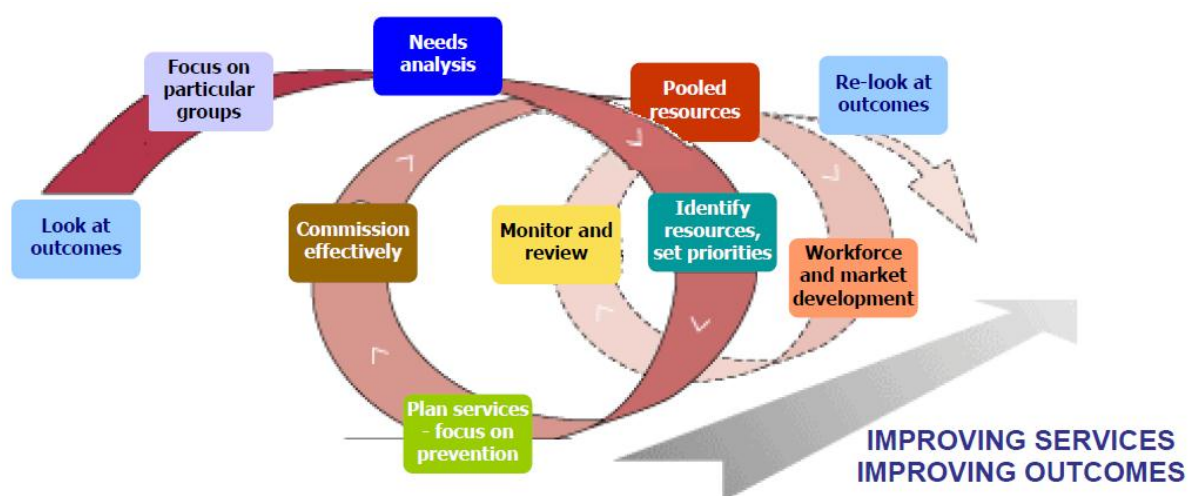 Look at
outcomes
Focus on
particular
groups
Needs
analysis
Identify
resources,
set priorities
Plan services
- focus on
prevention
Commission
effectively
Pooled
resources
Workforce
and market
development
Monitor and
review
Re-look at
outcomes
IMPROVING SERVICES
IMPROVING OUTCOMES